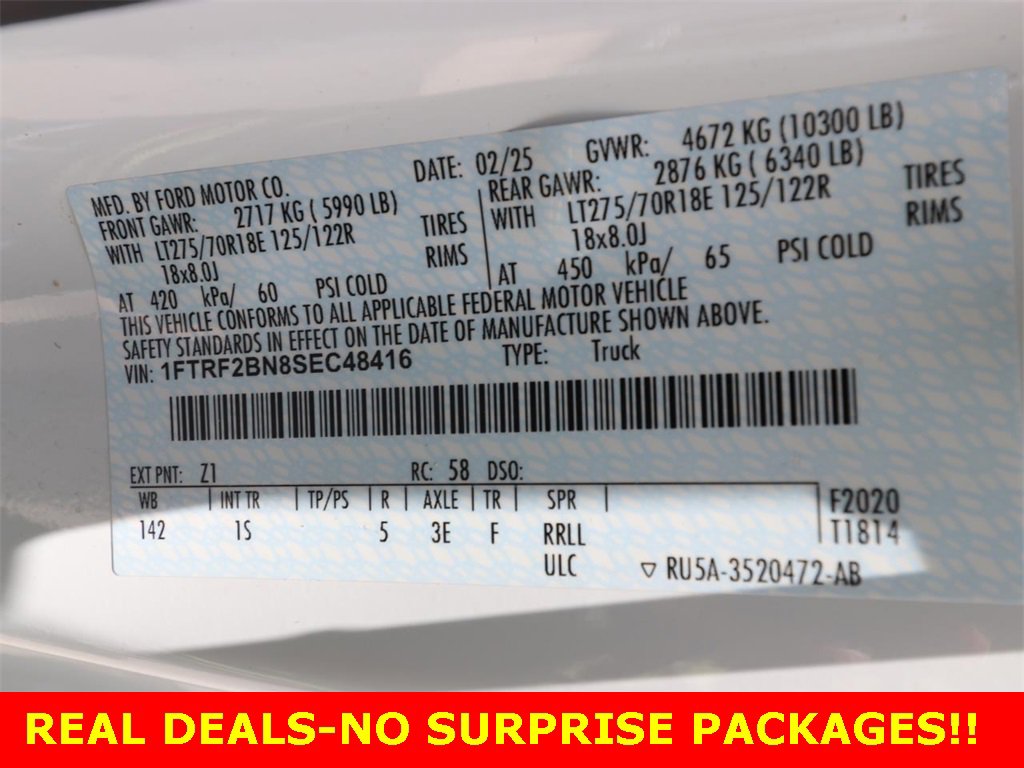 MFD. BY FORD MOTOR CO. DATE: 02/25 GVWR: 4672 KG (10300 LB)
FRONT GAWR: 2717 KG ( 5990 LB) REAR GAWR: 2876 KG ( 6340 LB)
WITH LT275/70R18E 125/122R TIRES WITH LT275/70R18E 125/122R TIRES
18x8.0J RIMS 18x8.0J RIMS
AT 420 kPa/ 60 PSI COLD AT 450 kPa/ 65 PSI COLD
THIS VEHICLE CONFORMS TO ALL APPLICABLE FEDERAL MOTOR VEHICLE
SAFETY STANDARDS IN EFFECT ON THE DATE OF MANUFACTURE SHOWN ABOVE.
VIN: 1FTRF2BN8SEC48416 TYPE: Truck
EXT PNT: Z1 RC: 58 DSO:
WB INT TR TP/PS R AXLE TR SPR F2020
142 1S 5 3E F RRLL T1814
ULC ▽ RU5A-3520472-AB
REAL DEALS-NO SURPRISE PACKAGES!!